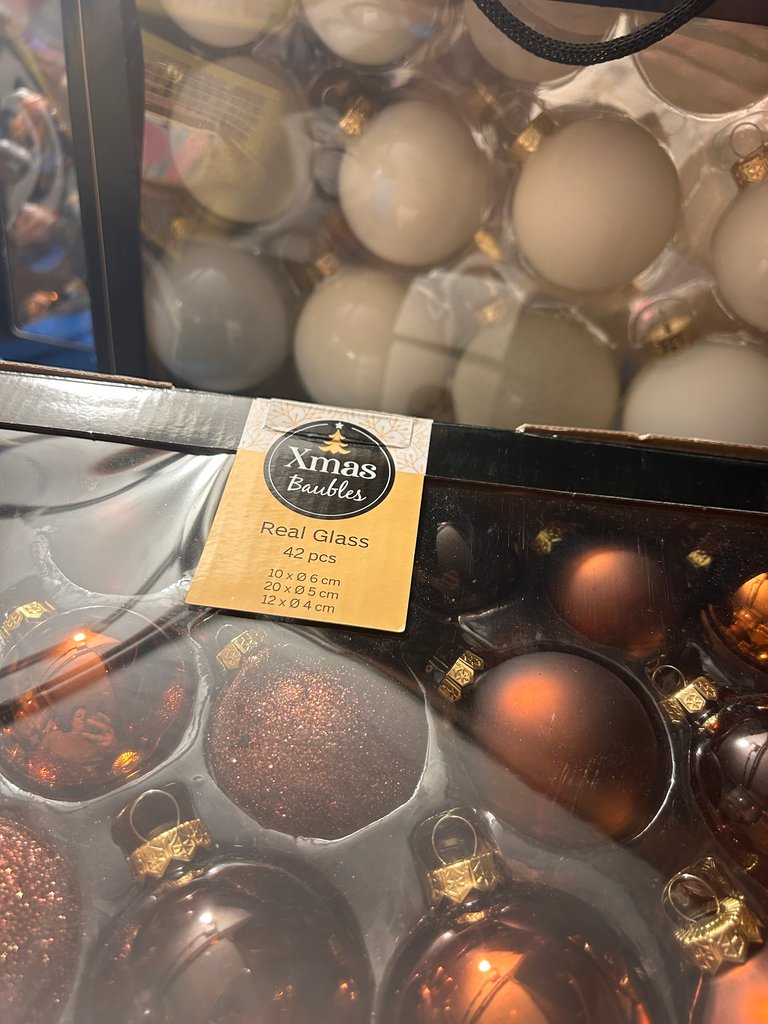 Xmas
Baubles
Real Glass
42 pcs
10 x Ø 6 cm
20 x Ø 5 cm
12 x Ø 4 cm